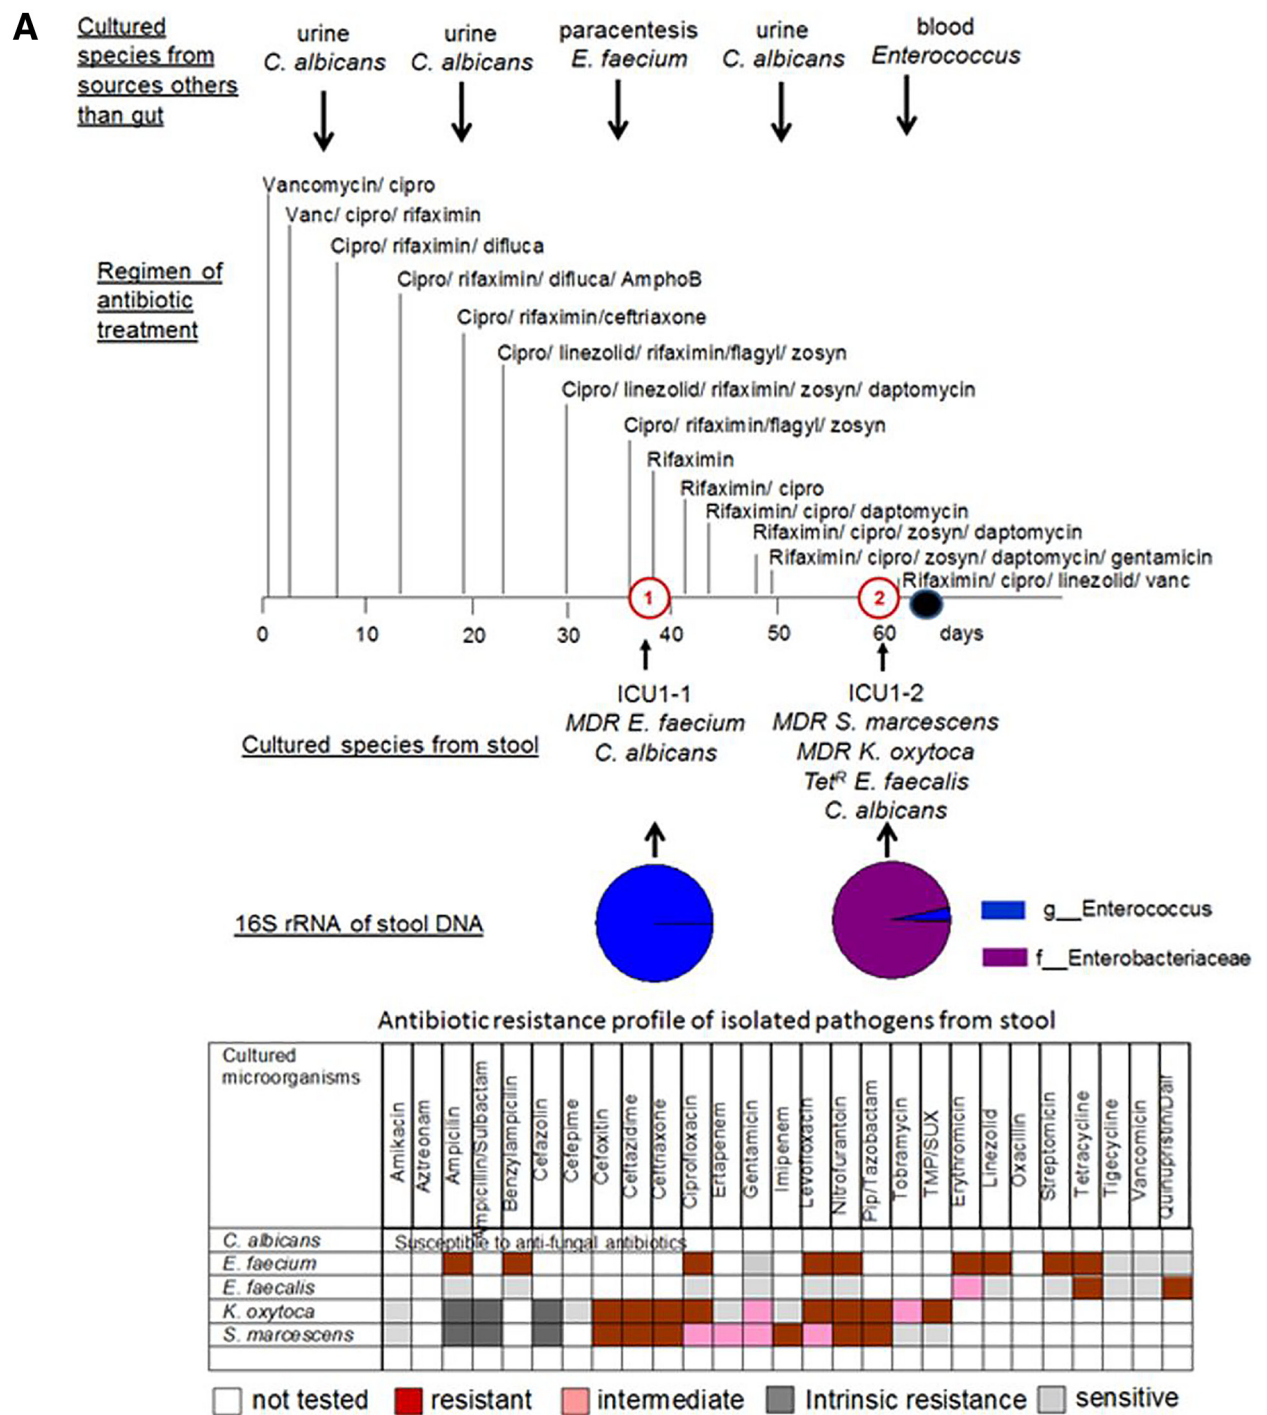 A
Cultured
species from
sources others
than gut
urine
C. albicans
urine
C. albicans
paracentesis
E. faecium
urine
C. albicans
blood
Enterococcus
Regimen of
antibiotic
treatment
Vancomycin/ cipro
Vanc/ cipro/ rifaximin
Cipro/ rifaximin/ difluca
Cipro/ rifaximin/ difluca/ AmphoB
Cipro/ rifaximin/ceftriaxone
Cipro/ linezolid/ rifaximin/flagyl/ zosyn
Cipro/ linezolid/ rifaximin/ zosyn/ daptomycin
Cipro/ rifaximin/flagyl/ zosyn
Rifaximin
Rifaximin/ cipro
Rifaximin/ cipro/ daptomycin
Rifaximin/ cipro/ zosyn/ daptomycin
Rifaximin/ cipro/ zosyn/ daptomycin/ gentamicin
Rifaximin/ cipro/ linezolid/ vanc
1
2
0
10
20
30
40
50
60
days
Cultured species from stool
ICU1-1
MDR E. faecium
C. albicans
ICU1-2
MDR S. marcescens
MDR K. oxytoca
TetR E. faecalis
C. albicans
16S rRNA of stool DNA
g__Enterococcus
f__Enterobacteriaceae
Antibiotic resistance profile of isolated pathogens from stool
Cultured
microorganisms
Amikacin
Aztreonam
Ampicilin
Ampicillin/Sulbactam
Benzylampicilin
Cefazolin
Cefepime
Cefoxitin
Ceftazidime
Ceftriaxone
Ciprofloxacin
Ertapenem
Gentamicin
Imipenem
Levofloxacin
Nitrofurantoin
Pip/Tazobactam
Tobramycin
TMP/SUX
Erythromicin
Linezolid
Oxacillin
Streptomicin
Tetracycline
Tigecycline
Vancomicin
Quinupristin/Dalf
C. albicans
Susceptible to anti-fungal antibiotics
E. faecium
E. faecalis
K. oxytoca
S. marcescens
not tested
resistant
intermediate
Intrinsic resistance
sensitive